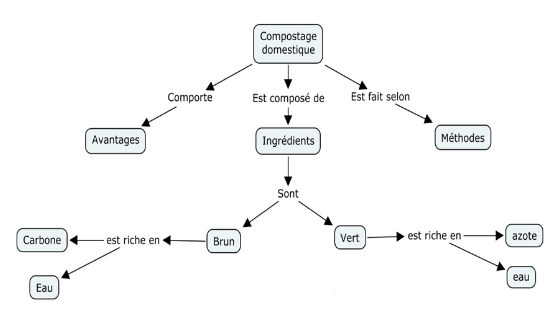 Compostage
domestique
Comporte
Est composé de
Est fait selon
Avantages
Ingrédients
Méthodes
Sont
Carbone
est riche en
Brun
Vert
est riche en
azote
Eau
eau